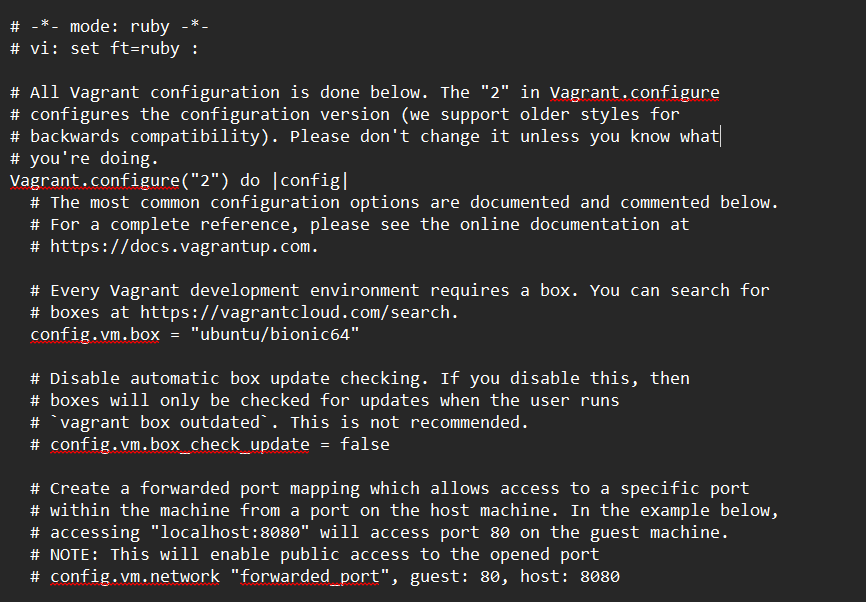 # -*- mode: ruby -*-
# vi: set ft=ruby :
# All Vagrant configuration is done below. The "2" in Vagrant.configure
# configures the configuration version (we support older styles for
# backwards compatibility). Please don't change it unless you know what
# you're doing.
Vagrant.configure("2") do |config|
# The most common configuration options are documented and commented below.
# For a complete reference, please see the online documentation at
# https://docs.vagrantup.com.
# Every Vagrant development environment requires a box. You can search for
# boxes at https://vagrantcloud.com/search.
config.vm.box = "ubuntu/bionic64"
# Disable automatic box update checking. If you disable this, then
# boxes will only be checked for updates when the user runs
# `vagrant box outdated`. This is not recommended.
# config.vm.box_check_update = false
# Create a forwarded port mapping which allows access to a specific port
# within the machine from a port on the host machine. In the example below,
# accessing "localhost:8080" will access port 80 on the guest machine.
# NOTE: This will enable public access to the opened port
# config.vm.network "forwarded_port", guest: 80, host: 8080